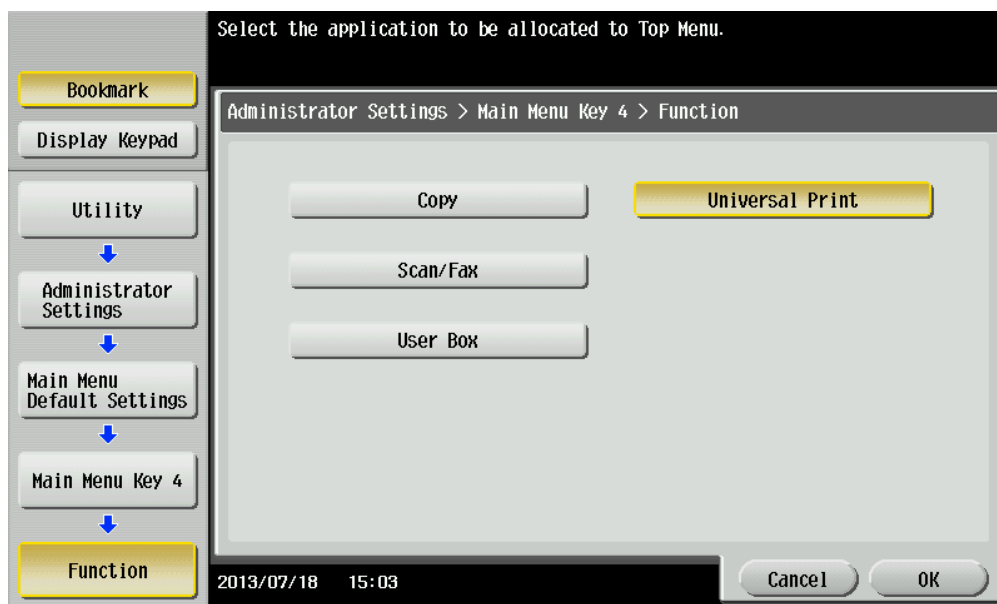 Select the application to be allocated to Top Menu.
Bookmark
Display Keypad
Administrator Settings > Main Menu Key 4 > Function
Utility
Administrator
Settings
Main Menu
Default Settings
Main Menu Key 4
Function
Copy
Universal Print
Scan/Fax
User Box
2013/07/18 15:03
Cancel
OK